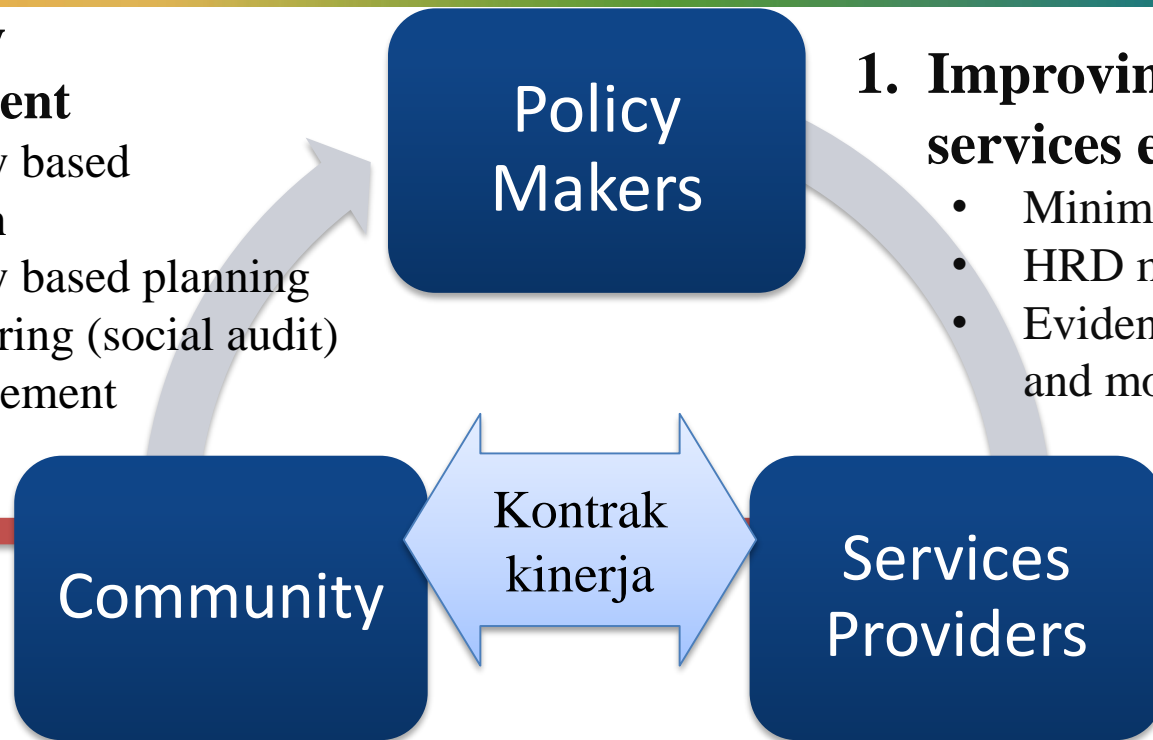 ent
based
based planning
ring (social audit)
ement
Policy
Makers
1. Improvin
services e
• Minim
• HRD n
• Eviden
and mo
Community
Kontrak
kinerja
Services
Providers